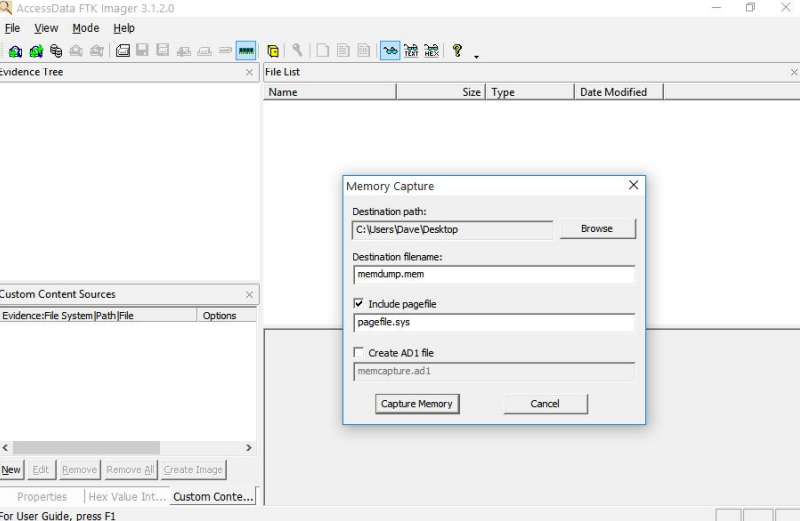 AccessData FTK Imager 3.1.2.0
File View Mode Help
TEXT HEX
Evidence Tree
File List
Name Size Type Date Modified
Memory Capture
Destination path:
C:\Users\Dave\Desktop Browse
Destination filename:
memdump.mem
Include pagefile
pagefile.sys
Create AD1 file
memcapture.ad1
Capture Memory Cancel
Custom Content Sources
Evidence:File System|Path|File Options
New Edit Remove Remove All Create Image
Properties Hex Value Int... Custom Conte...
For User Guide, press F1